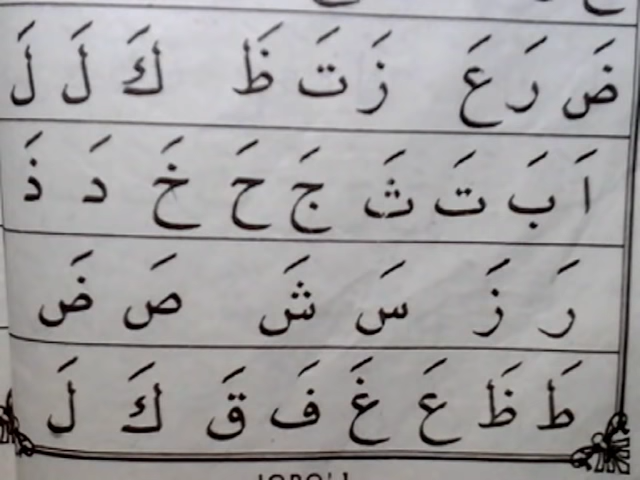 ضَ رَ عَ زَ تَ ظَ كَ لَ لَ
اَ بَ تَ ثَ جَ حَ خَ دَ ذَ
رَ زَ سَ شَ صَ ضَ
طَ ظَ عَ غَ فَ قَ كَ لَ